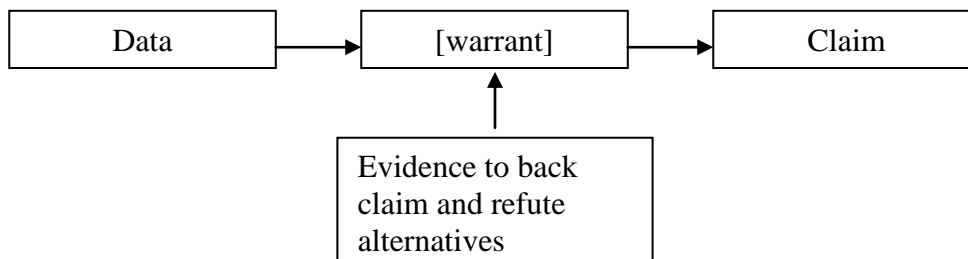 Data
[warrant]
Claim
Evidence to back
claim and refute
alternatives